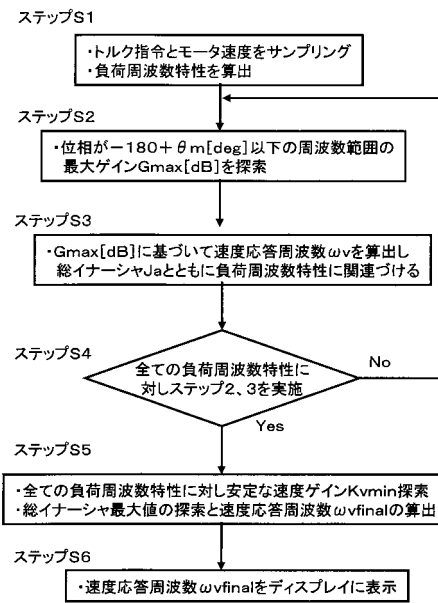 ステップS1
・トルク指令とモータ速度をサンプリング
・負荷周波数特性を算出
ステップS2
・位相が－180＋θm[deg]以下の周波数範囲の
最大ゲインGmax[dB]を探索
ステップS3
・Gmax[dB]に基づいて速度応答周波数ωvを算出し
総イナーシャJaとともに負荷周波数特性に関連づける
ステップS4
全ての負荷周波数特性に
対しステップ2、3を実施
No
Yes
ステップS5
・全ての負荷周波数特性に対し安定な速度ゲインKvmin探索
・総イナーシャ最大値の探索と速度応答周波数ωvfinalの算出
ステップS6
・速度応答周波数ωvfinalをディスプレイに表示